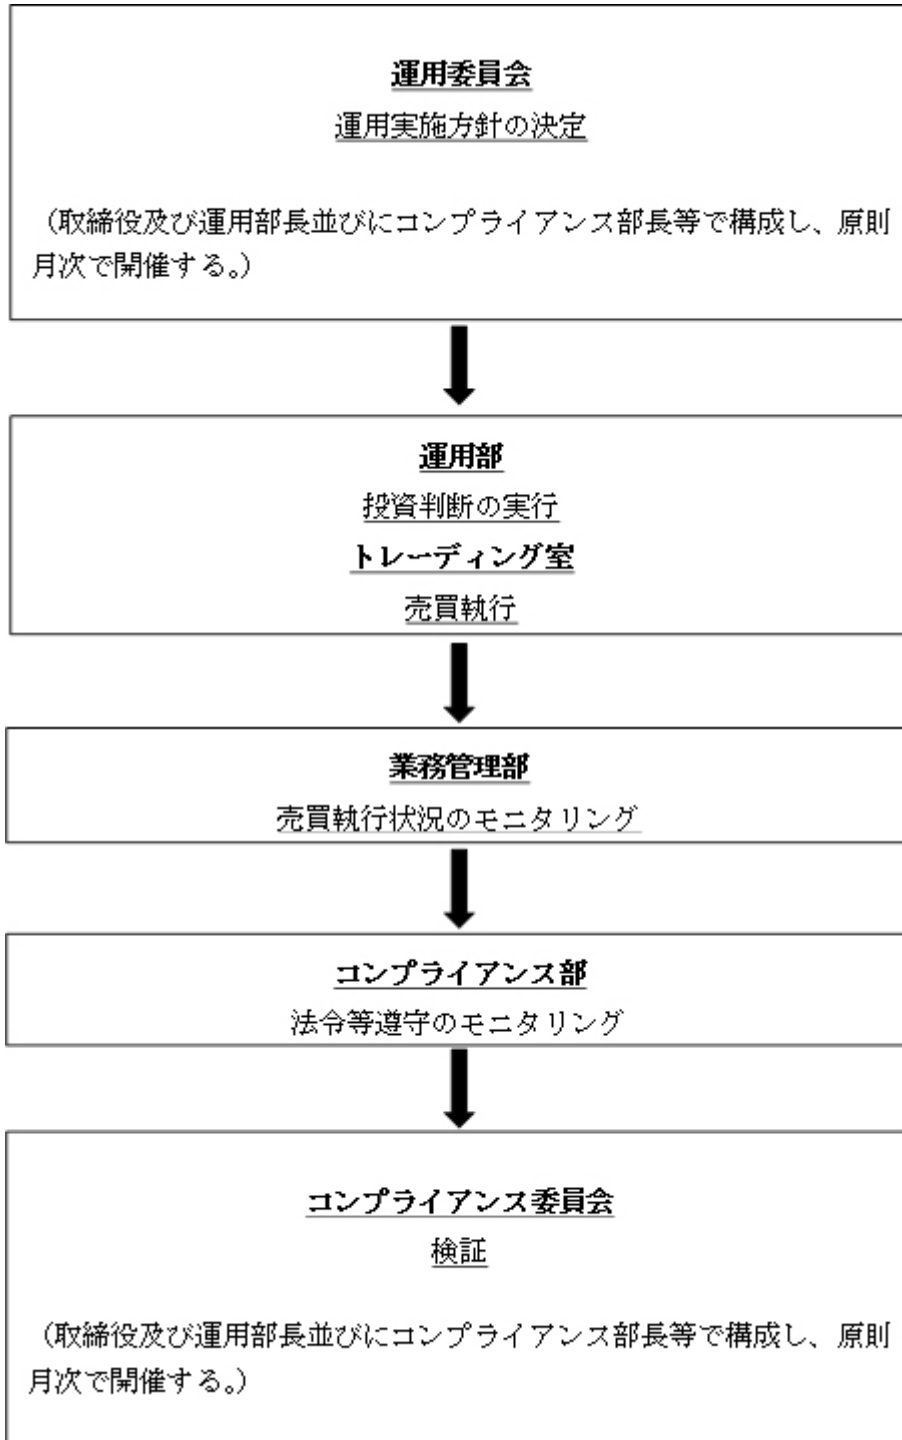 運用委員会
運用実施方針の決定
（取締役及び運用部長並びにコンプライアンス部長等で構成し、原則
月次で開催する。）
運用部
投資判断の実行
トレーディング室
売買執行
業務管理部
売買執行状況のモニタリング
コンプライアンス部
法令等遵守のモニタリング
コンプライアンス委員会
検証
（取締役及び運用部長並びにコンプライアンス部長等で構成し、原則
月次で開催する。）